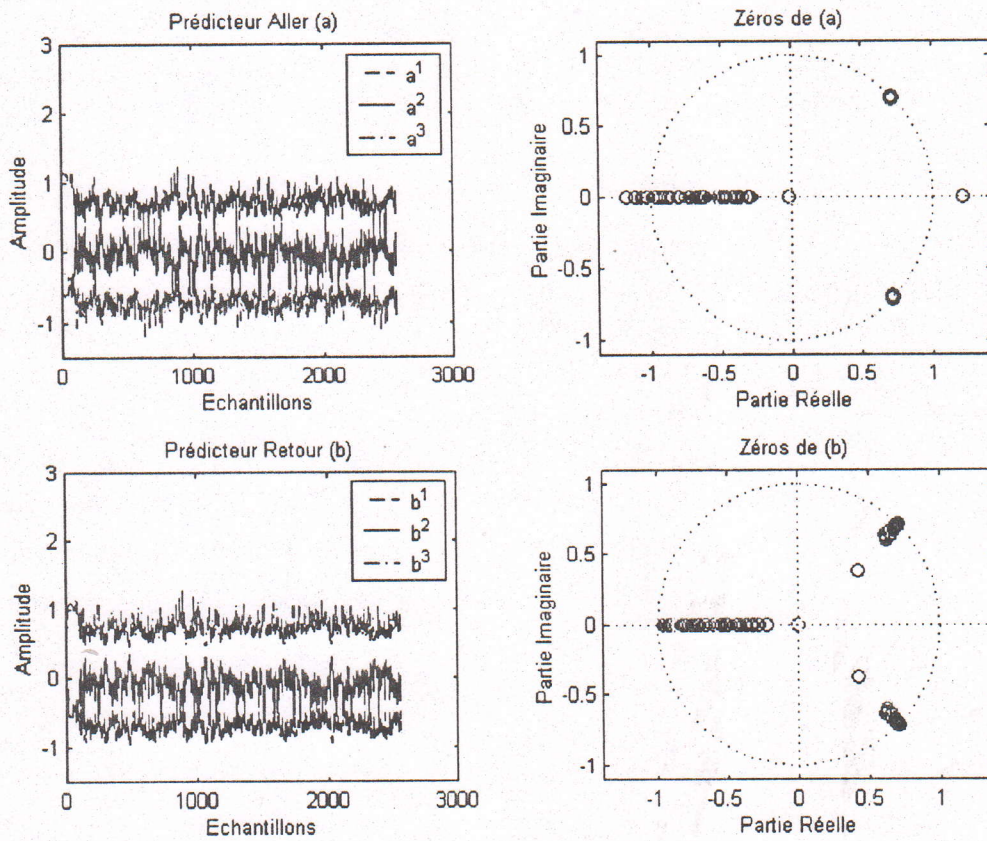 Prédicteur Aller (a)
3
2
1
0
-1
Amplitude
a1
a2
a3
0
1000
2000
3000
Echantillons
Zéros de (a)
1
0.5
0
-0.5
-1
Partie Imaginaire
-1
-0.5
0
0.5
1
Partie Réelle
Prédicteur Retour (b)
3
2
1
0
-1
Amplitude
b1
b2
b3
0
1000
2000
3000
Echantillons
Zéros de (b)
1
0.5
0
-0.5
-1
Partie Imaginaire
-1
-0.5
0
0.5
1
Partie Réelle